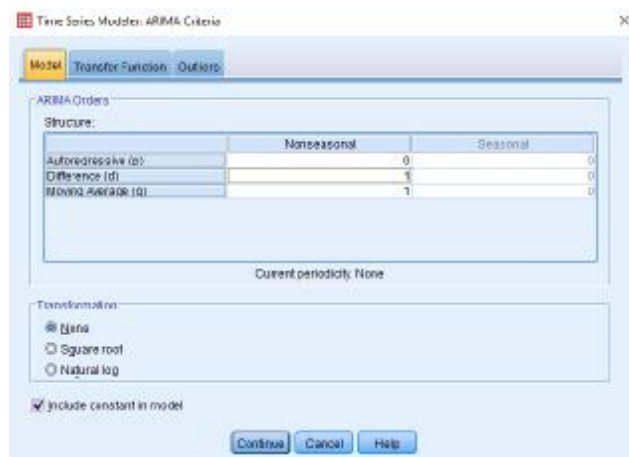 Time Series Modeler: ARIMA Criteria
Model Transfer Function Outliers
ARIMA Orders
Structure:
Nonseasonal Seasonal
Autoregressive (p) 0 0
Difference (d) 1 0
Moving Average (q) 1 0
Current periodicity: None
Transformation
None
Square root
Natural log
Include constant in model
Continue Cancel Help